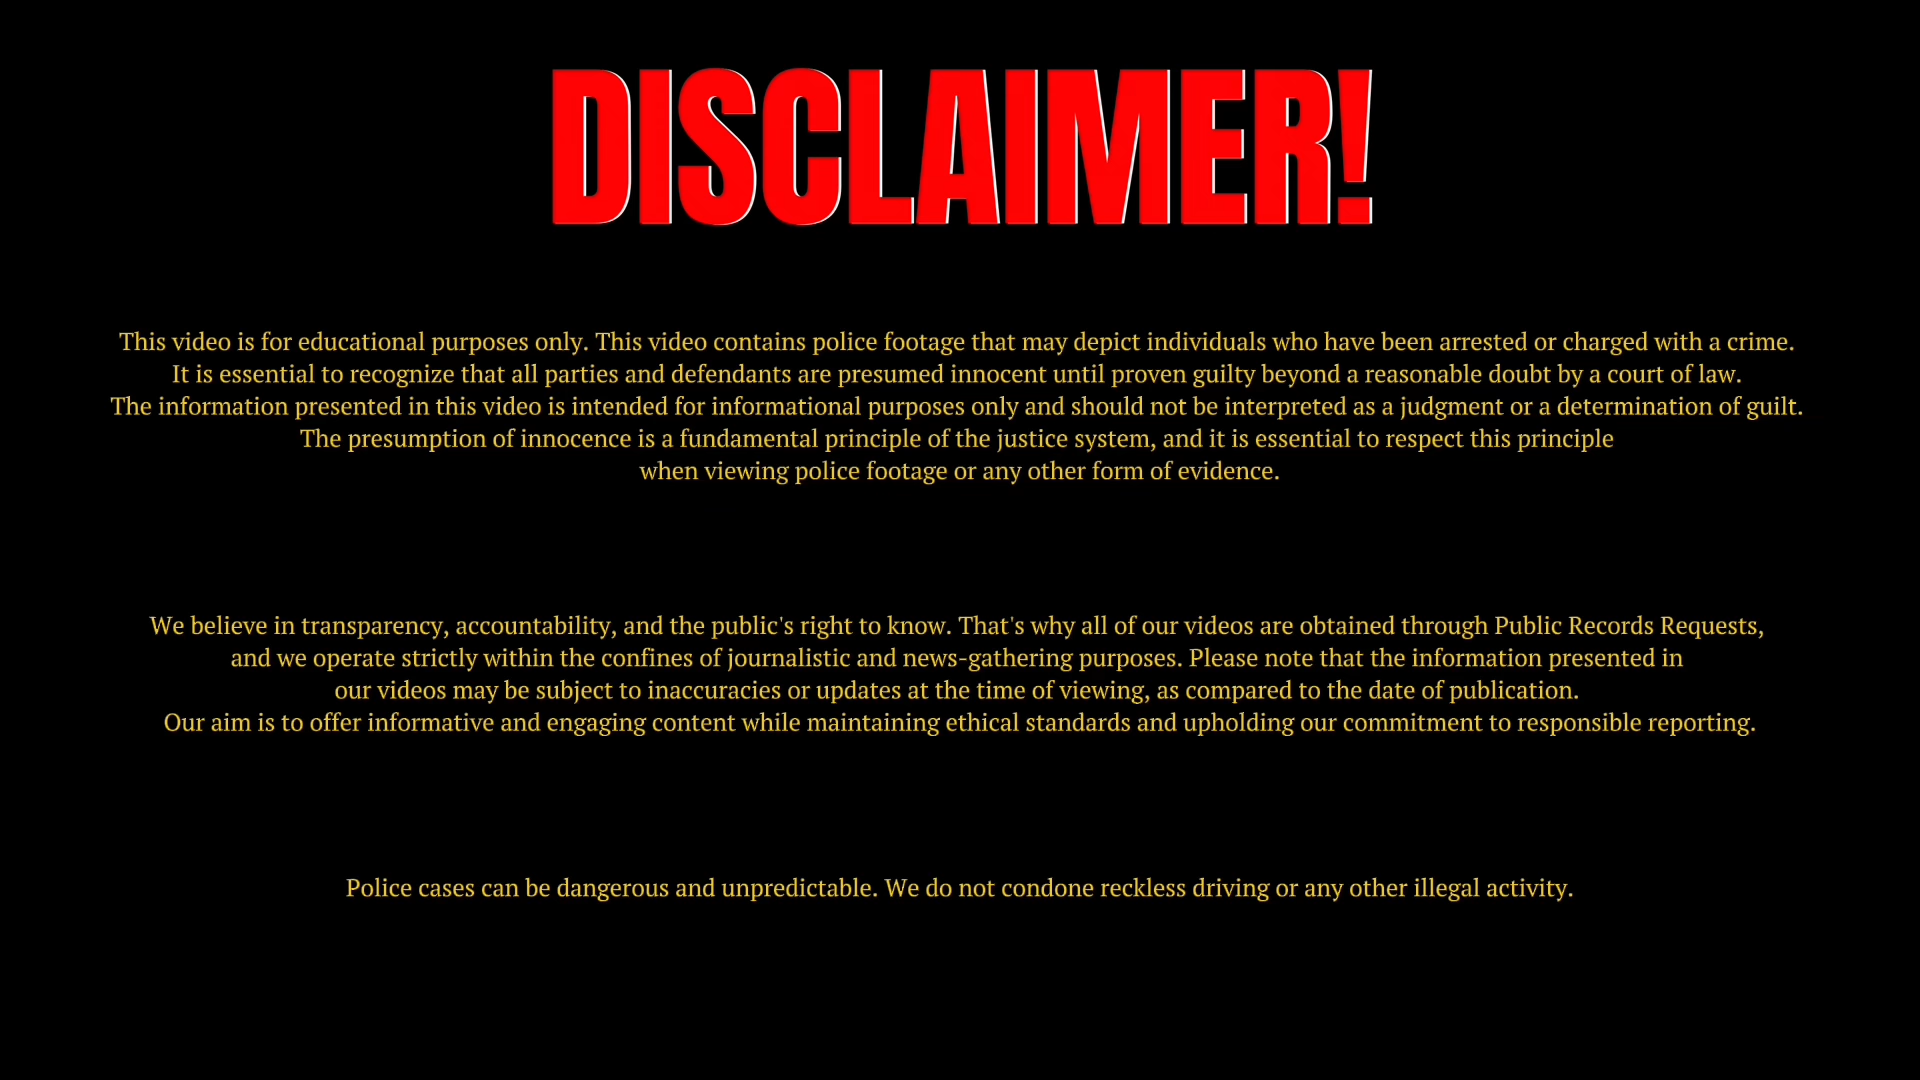 DISCLAIMER!
This video is for educational purposes only. This video contains police footage that may depict individuals who have been arrested or charged with a crime.
It is essential to recognize that all parties and defendants are presumed innocent until proven guilty beyond a reasonable doubt by a court of law.
The information presented in this video is intended for informational purposes only and should not be interpreted as a judgment or a determination of guilt.
The presumption of innocence is a fundamental principle of the justice system, and it is essential to respect this principle
when viewing police footage or any other form of evidence.
We believe in transparency, accountability, and the public's right to know. That's why all of our videos are obtained through Public Records Requests,
and we operate strictly within the confines of journalistic and news-gathering purposes. Please note that the information presented in
our videos may be subject to inaccuracies or updates at the time of viewing, as compared to the date of publication.
Our aim is to offer informative and engaging content while maintaining ethical standards and upholding our commitment to responsible reporting.
Police cases can be dangerous and unpredictable. We do not condone reckless driving or any other illegal activity.